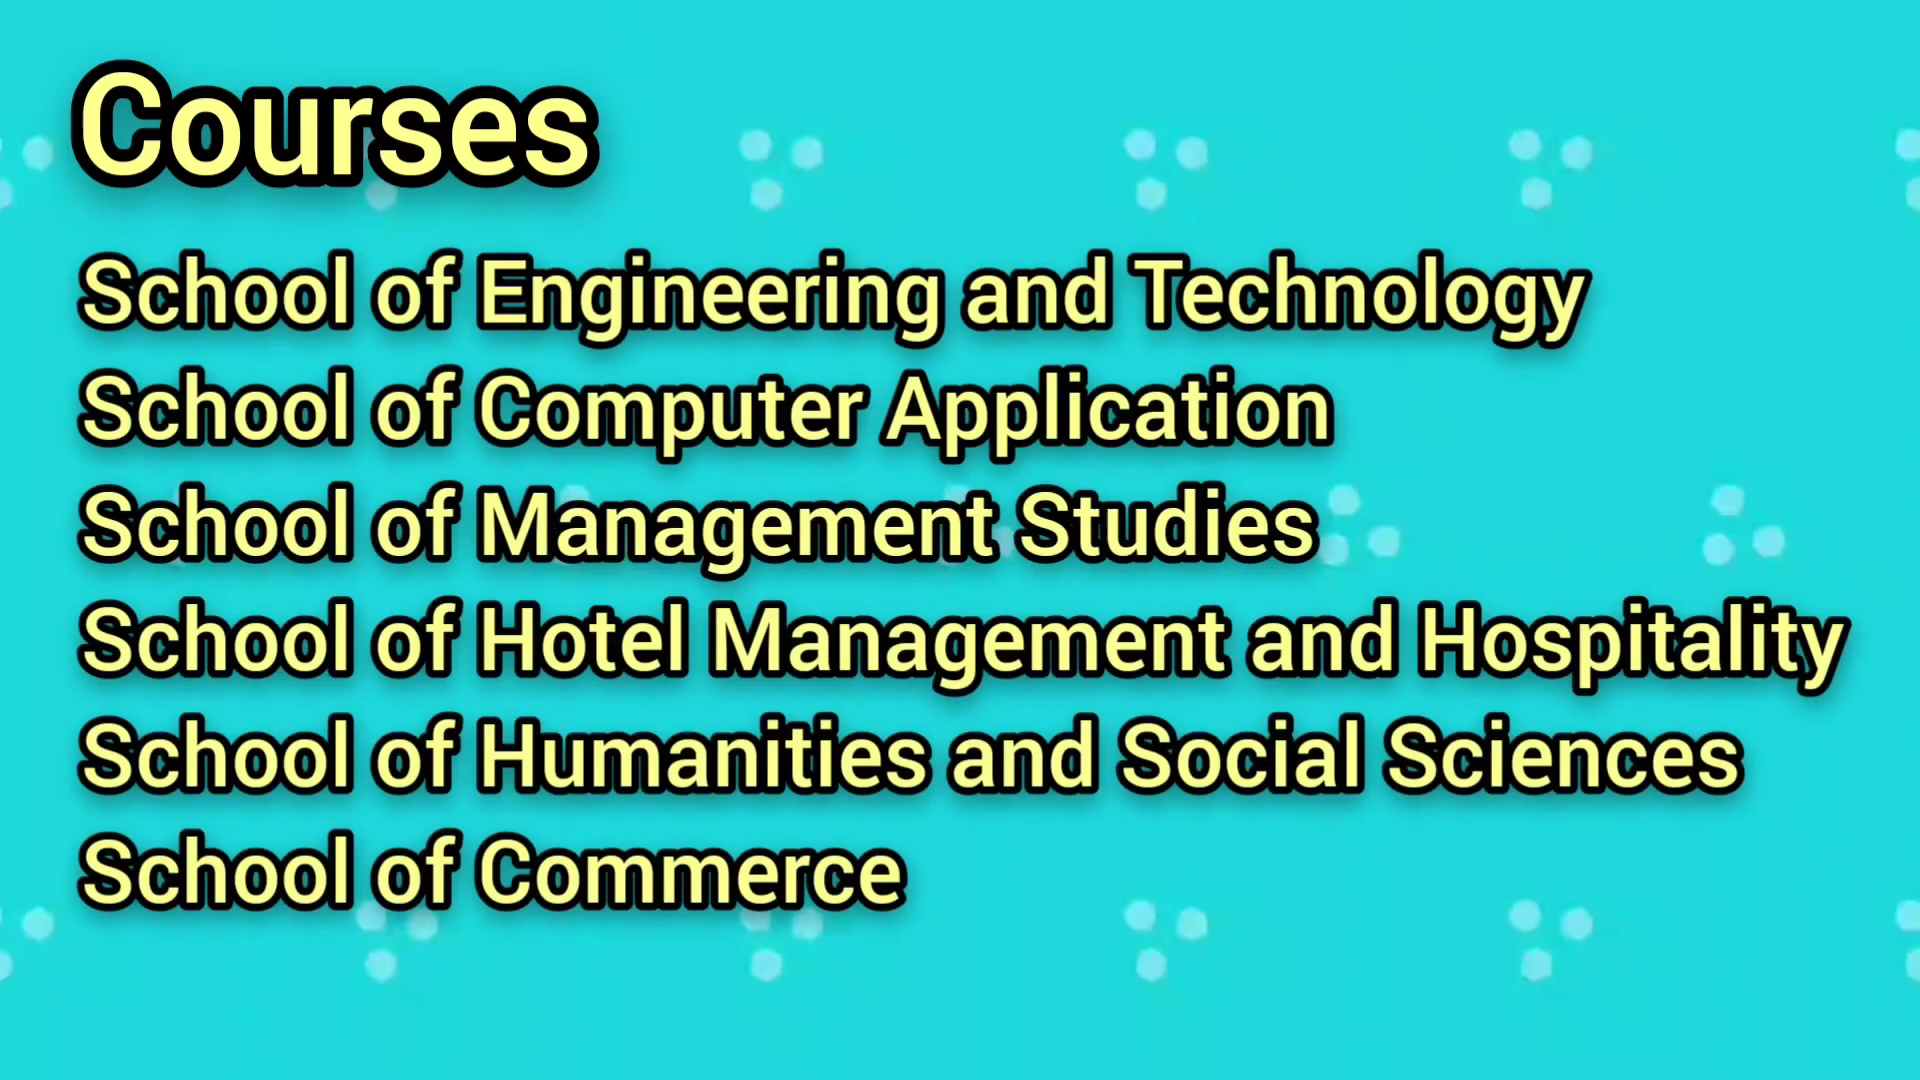 Courses
School of Engineering and Technology
School of Computer Application
School of Management Studies
School of Hotel Management and Hospitality
School of Humanities and Social Sciences
School of Commerce